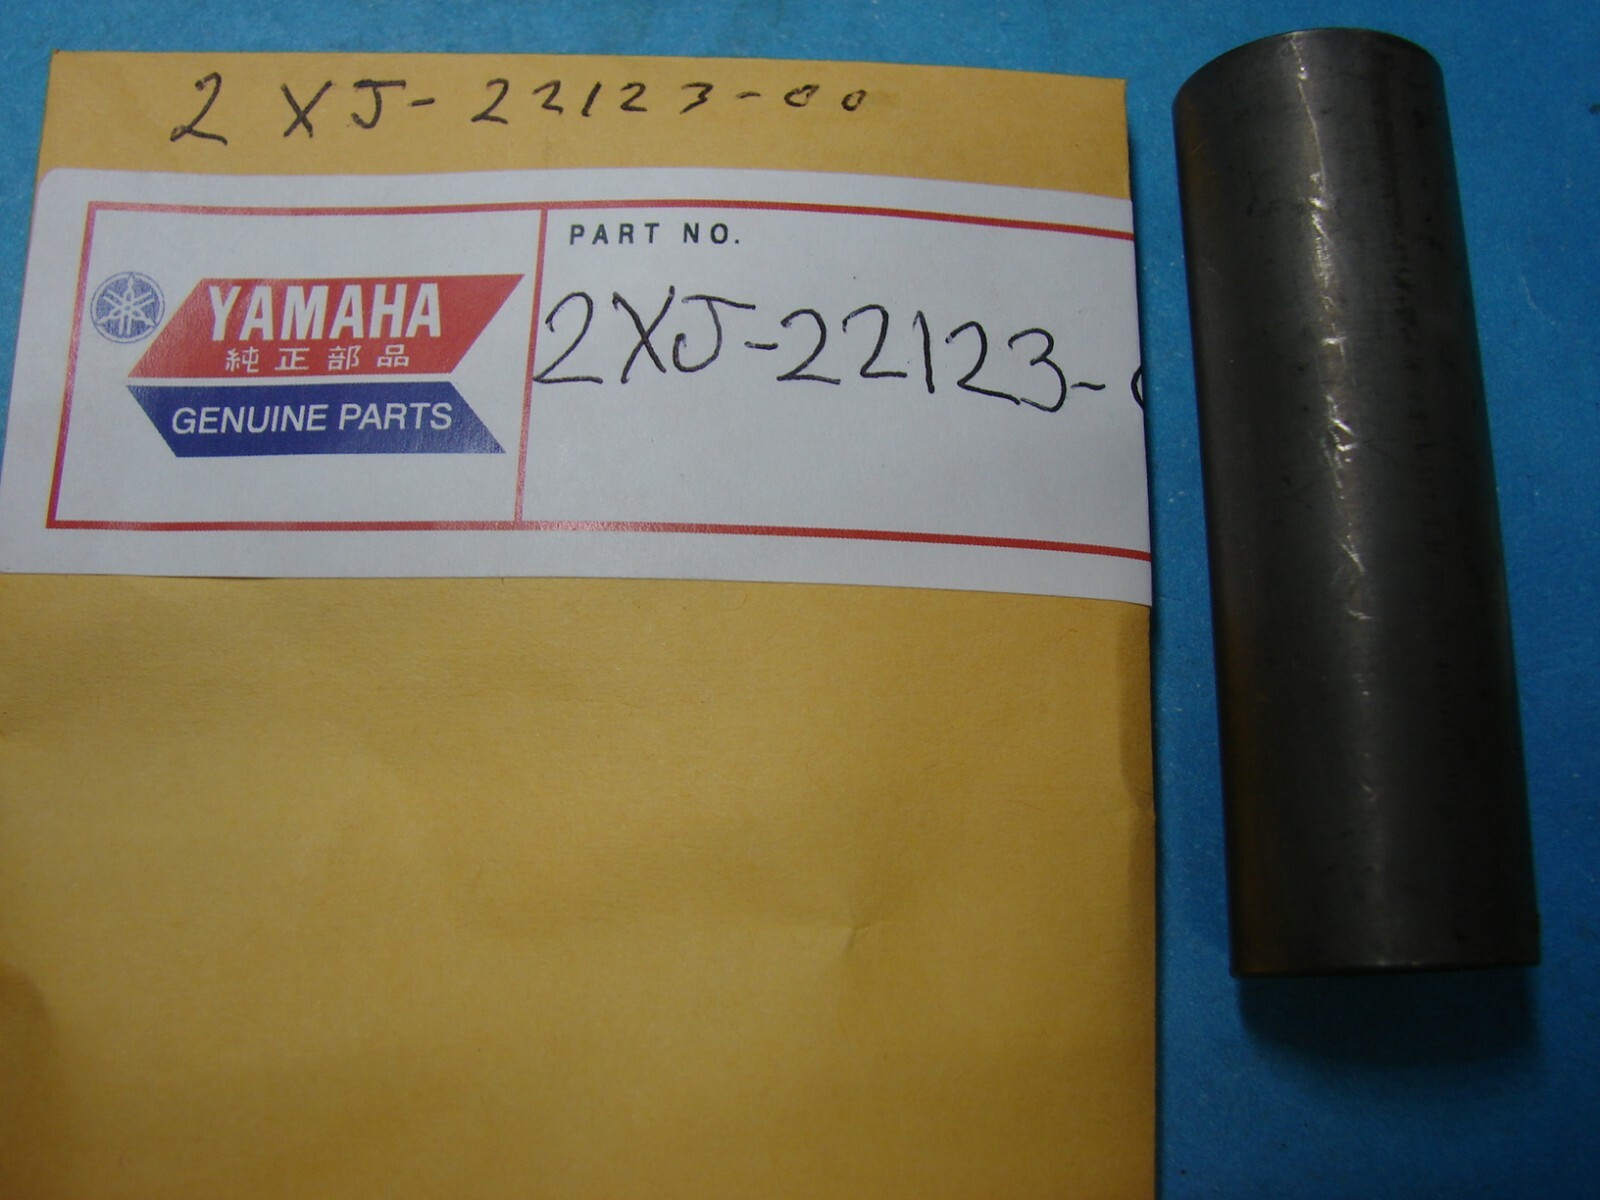 2XJ-22123-00
PART NO.
YAMAHA
純正部品
GENUINE PARTS
2XJ-22123-